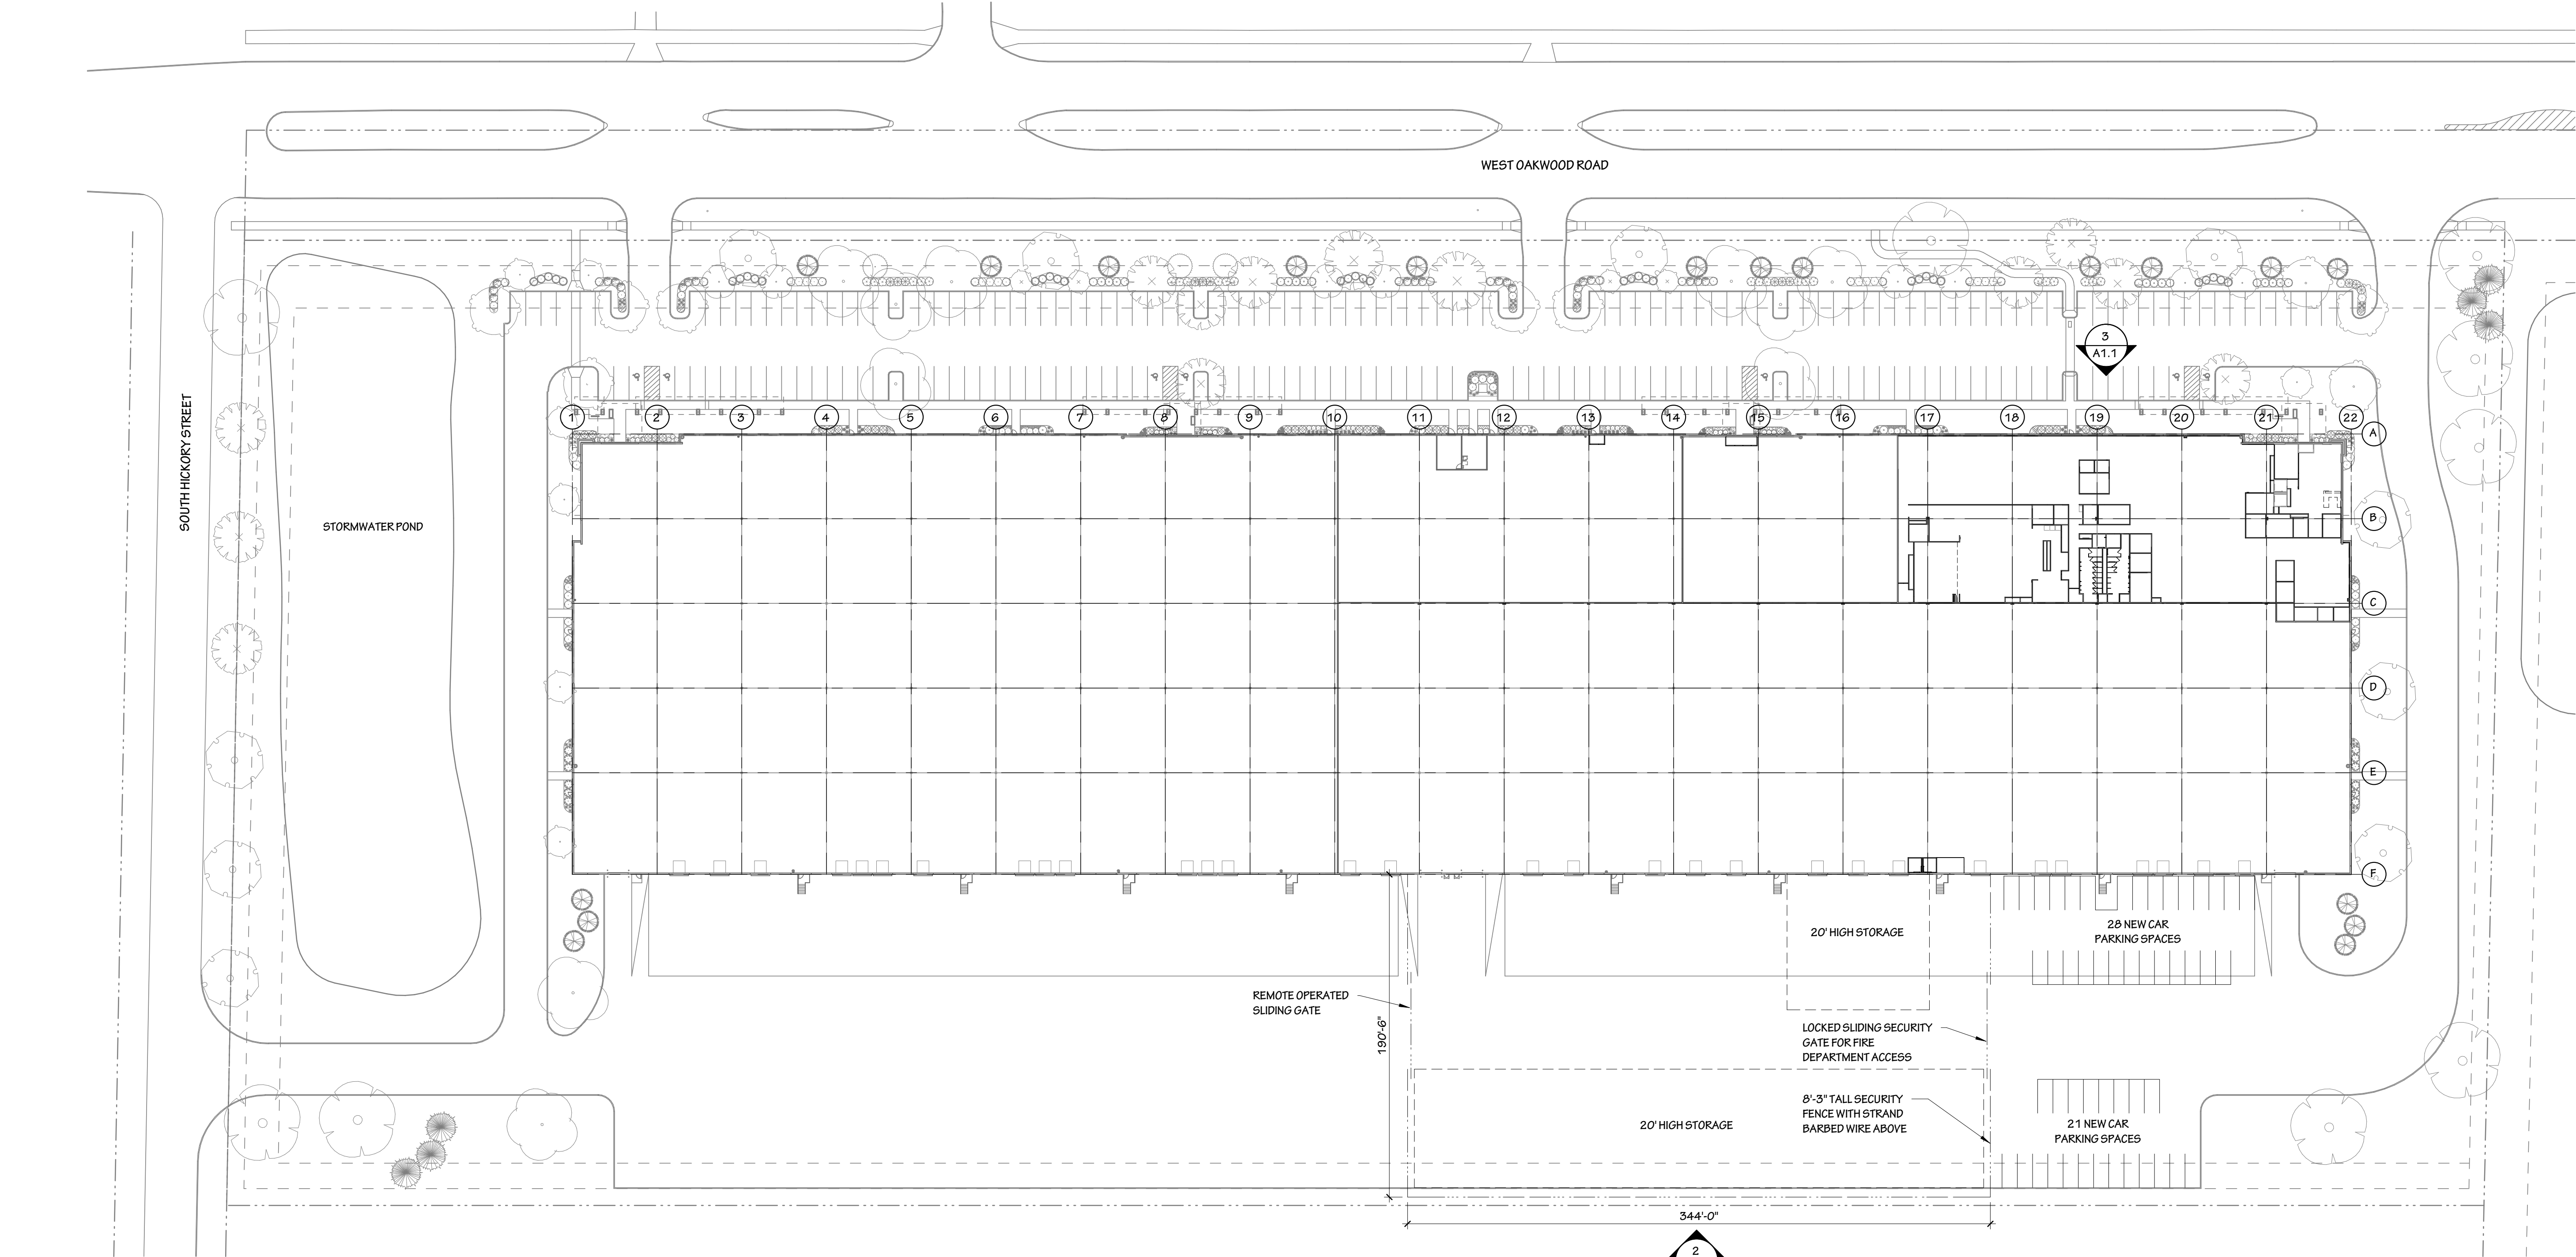 WEST OAKWOOD ROAD
3
A1.1
SOUTH HICKORY STREET
STORMWATER POND
1 2 3 4 5 6 7 8 9 10 11 12 13 14 15 16 17 18 19 20 21 22
A
B
C
D
E
F
20' HIGH STORAGE
28 NEW CAR
PARKING SPACES
REMOTE OPERATED
SLIDING GATE
190'-6"
LOCKED SLIDING SECURITY
GATE FOR FIRE
DEPARTMENT ACCESS
8'-3" TALL SECURITY
FENCE WITH STRAND
BARBED WIRE ABOVE
20' HIGH STORAGE
21 NEW CAR
PARKING SPACES
344'-0"
2